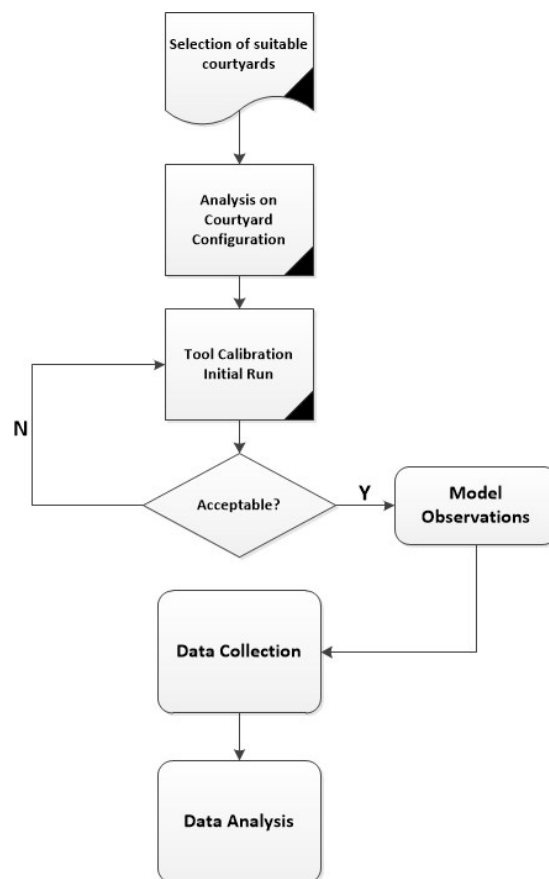 Selection of suitable
courtyards
Analysis on
Courtyard
Configuration
Tool Calibration
Initial Run
N
Acceptable?
Y
Model
Observations
Data Collection
Data Analysis